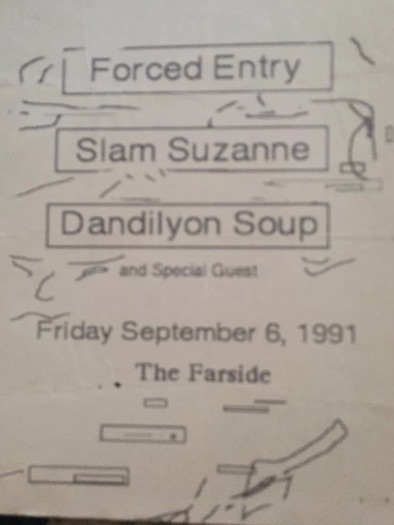 Forced Entry
Slam Suzanne
Dandilyon Soup
and Special Guest
Friday September 6, 1991
The Farside